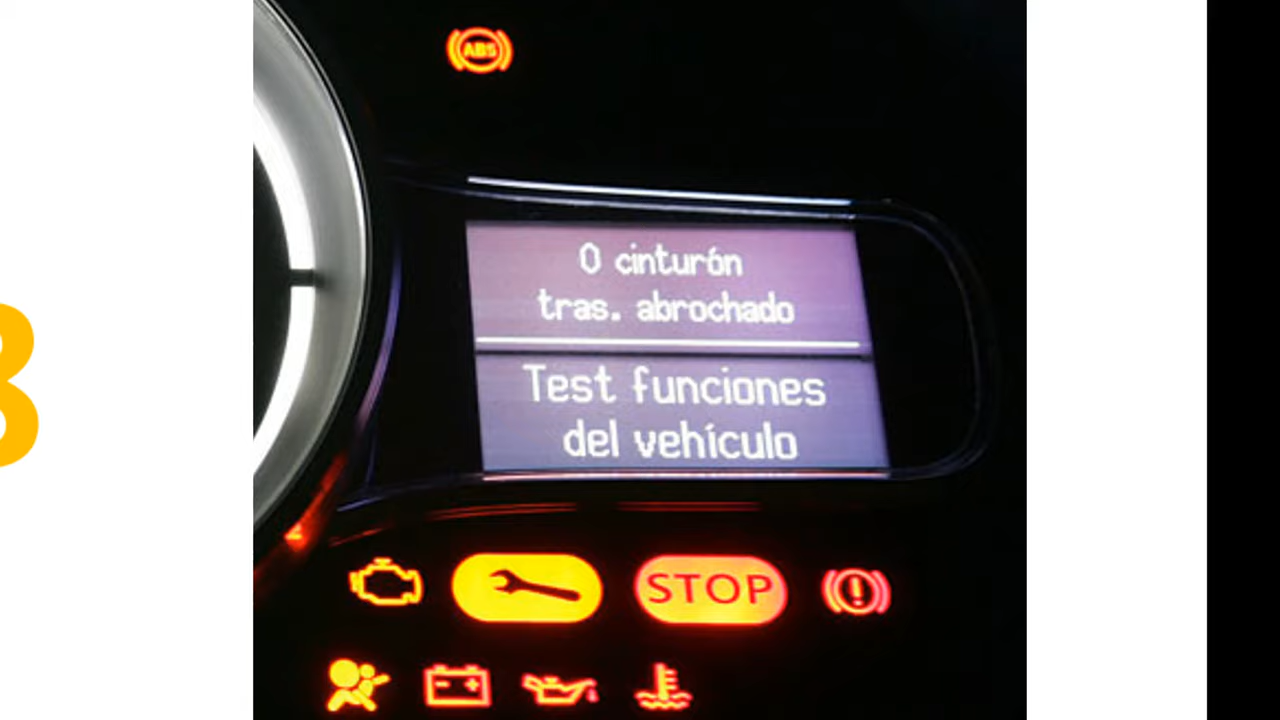 ABS
0 cinturón
tras. abrochado
Test funciones
del vehículo
STOP